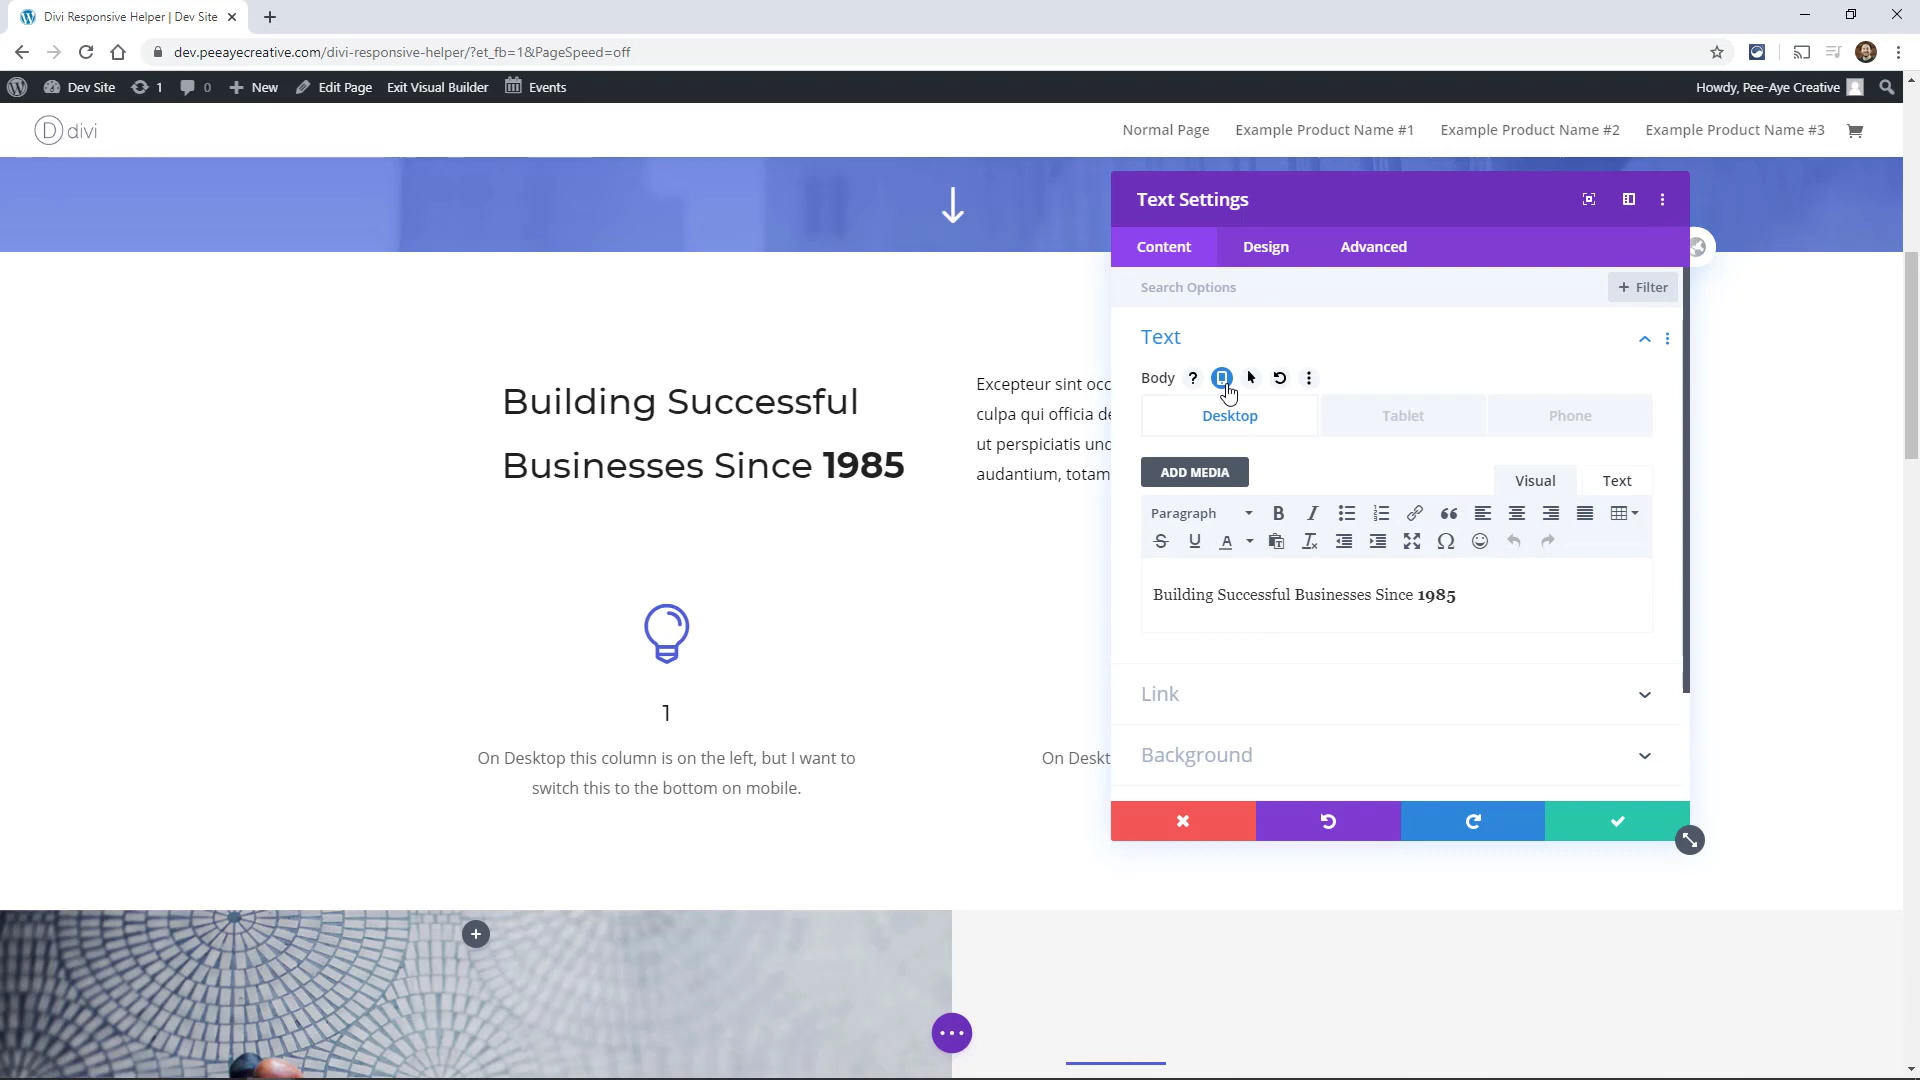 Divi Responsive Helper | Dev Site
dev.peeayecreative.com/divi-responsive-helper/?et_fb=1&PageSpeed=off
Dev Site 1 0 New Edit Page Exit Visual Builder Events Howdy, Pee-Aye Creative
D divi
Normal Page Example Product Name #1 Example Product Name #2 Example Product Name #3
Text Settings
Content Design Advanced
Search Options + Filter
Text
Body ?
Desktop Tablet Phone
ADD MEDIA
Visual Text
Paragraph B I
Building Successful Businesses Since 1985
Link
Background
Building Successful
Businesses Since 1985
Excepteur sint occ
culpa qui officia de
ut perspiciatis und
audantium, totam
1
On Desktop this column is on the left, but I want to
switch this to the bottom on mobile.
On Deskt